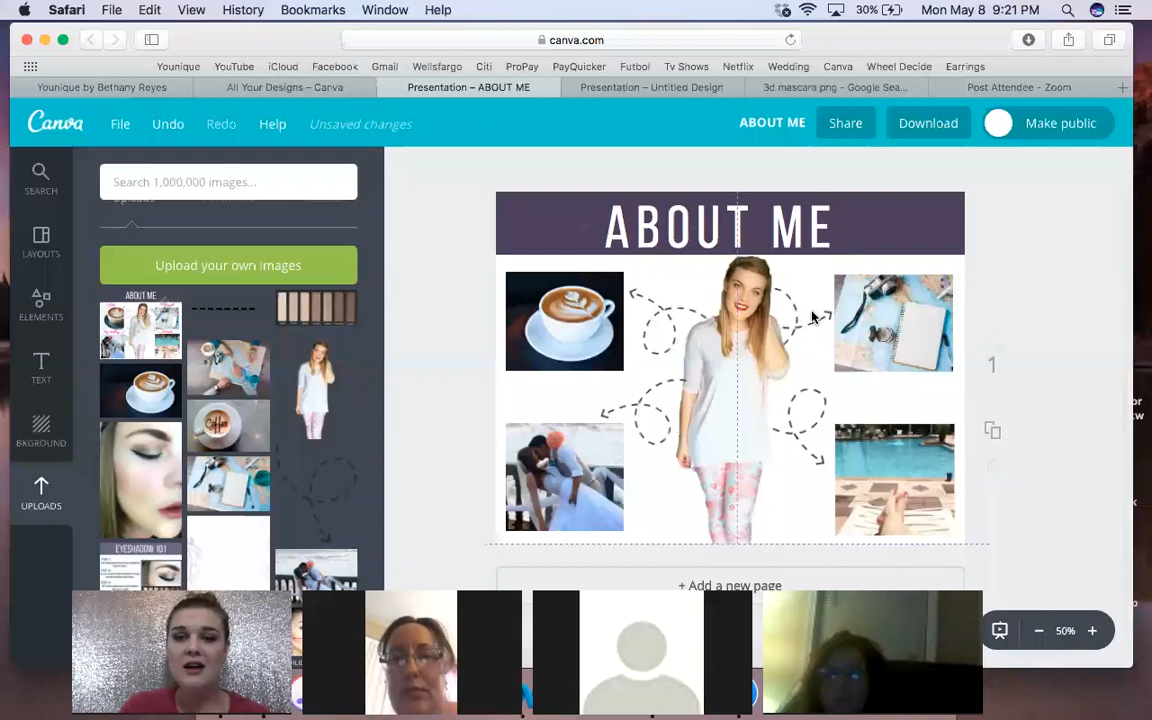 Safari File Edit View History Bookmarks Window Help 30% Mon May 8 9:21 PM
canva.com
Younique YouTube iCloud Facebook Gmail Wellsfargo Citi ProPay PayQuicker Futbol Tv Shows Netflix Wedding Canva Wheel Decide Earrings
Younique by Bethany Reyes All Your Designs – Canva Presentation – ABOUT ME Presentation – Untitled Design 3d mascara png - Google Sea... Post Attendee - Zoom
Canva File Undo Redo Help Unsaved changes ABOUT ME Share Download Make public
Search 1,000,000 images...
SEARCH
Uploads
LAYOUTS
Upload your own images
ABOUT ME
ELEMENTS
TEXT
Coffee
BKGROUND
UPLOADS
EYESHADOW 101
ABOUT ME
1
+ Add a new page
50%